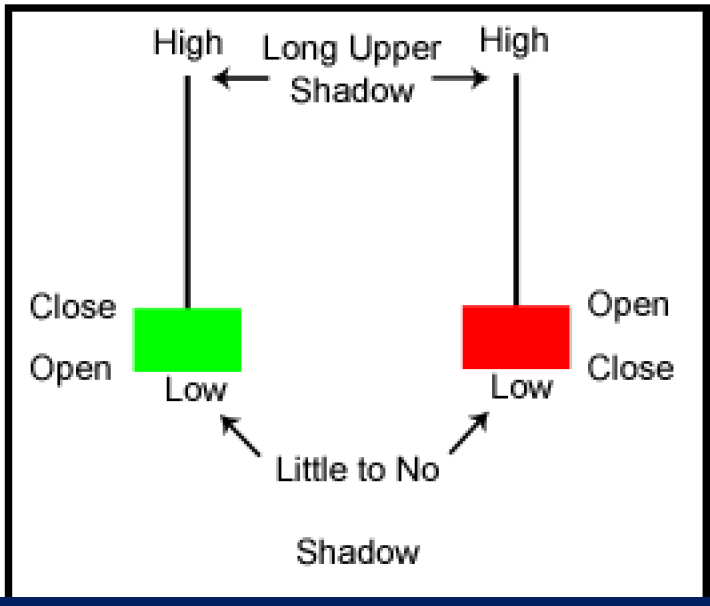 High
Long Upper
High
Shadow
Close
Open
Open
Close
Low
Low
Little to No
Shadow